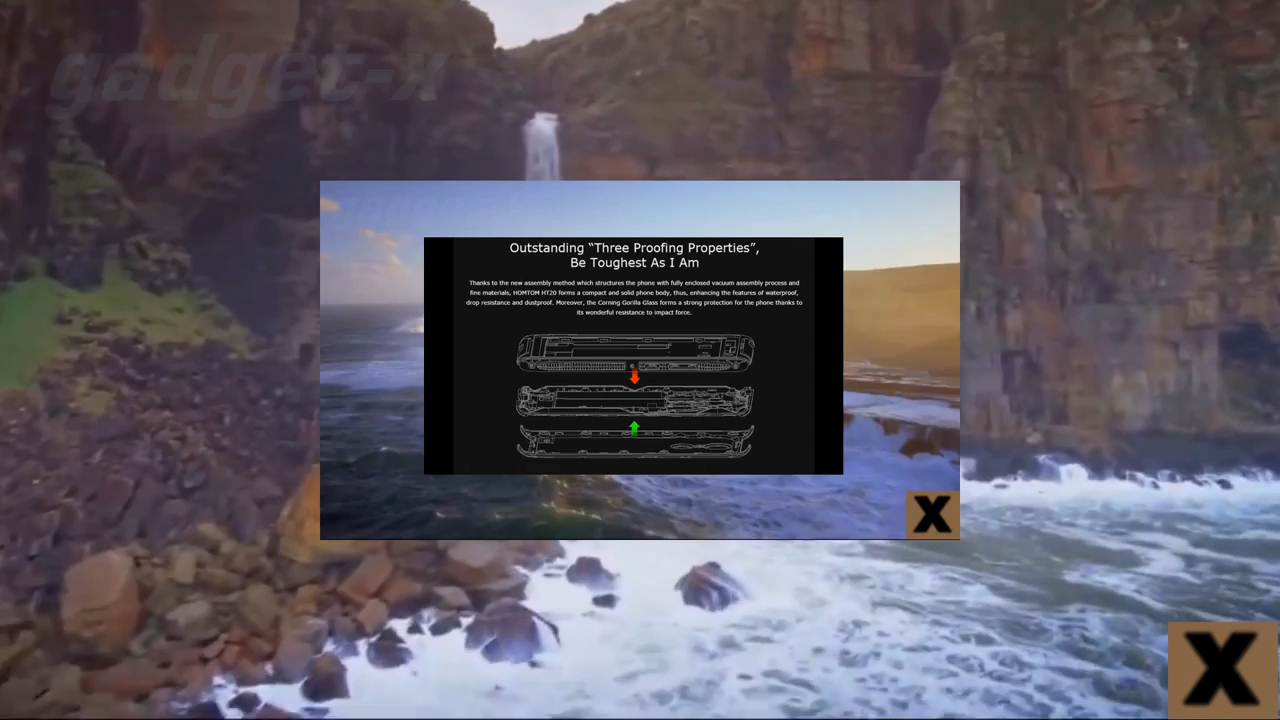 gadget-x
Outstanding “Three Proofing Properties”,
Be Toughest As I Am
Thanks to the new assembly method which structures the phone with fully enclosed vacuum assembly process and
fine materials, HOMTOM HT20 forms a compact and solid phone body, thus, enhancing the features of waterproof,
drop resistance and dustproof. Moreover, the Corning Gorilla Glass forms a strong protection for the phone thanks to
its wonderful resistance to impact force.
X
X